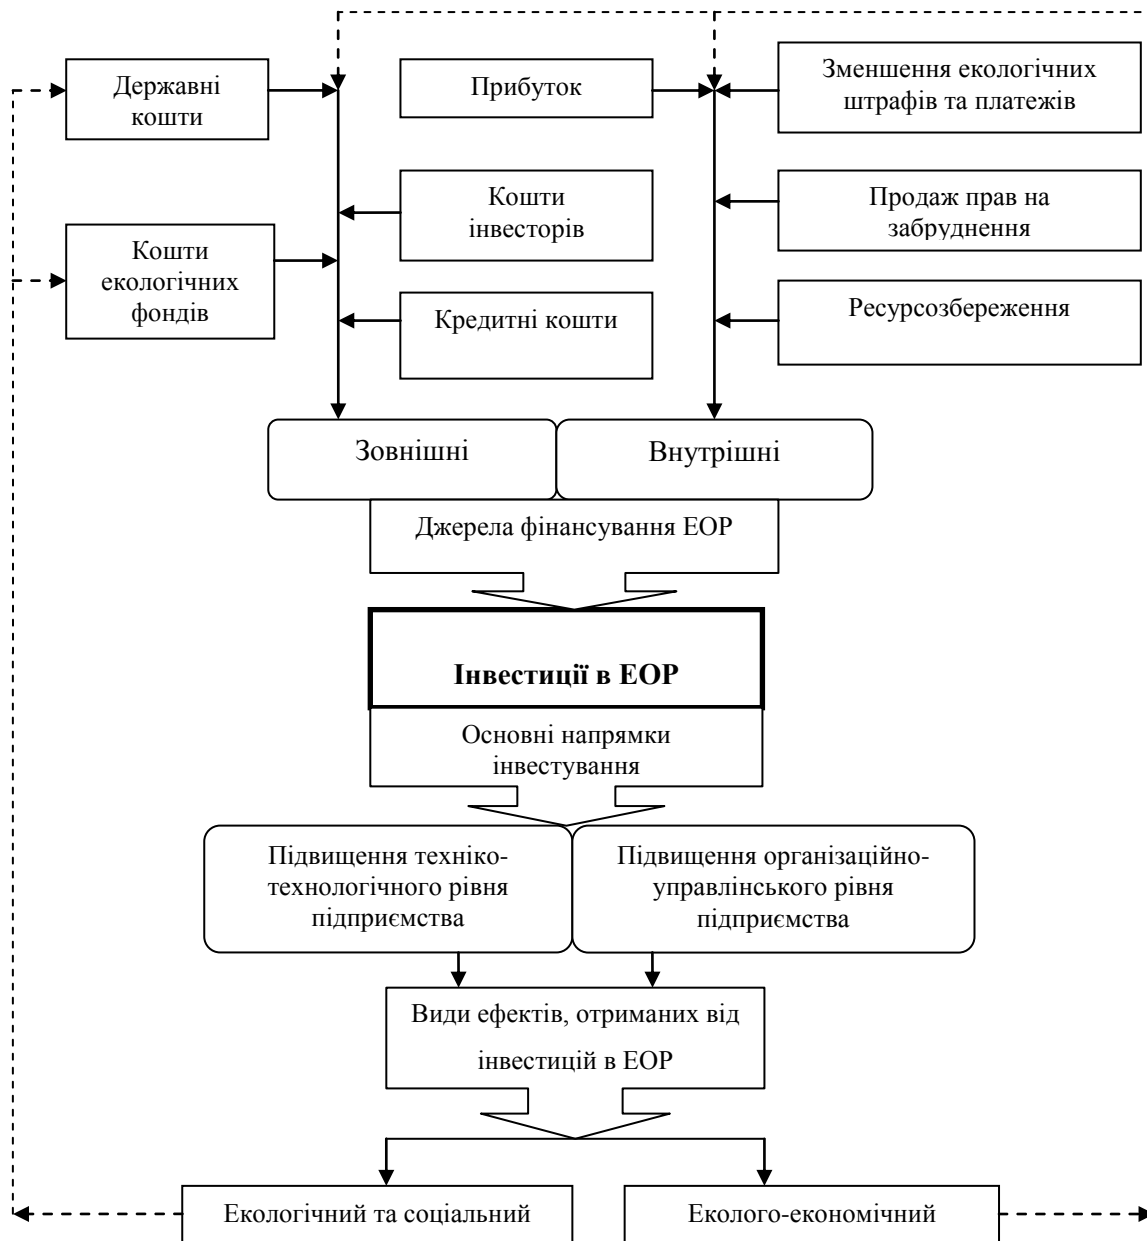 Державні
кошти
Прибуток
Зменшення екологічних
штрафів та платежів
Кошти
інвесторів
Продаж прав на
забруднення
Кошти
екологічних
фондів
Кредитні кошти
Ресурсозбереження
Зовнішні
Внутрішні
Джерела фінансування ЕОР
Інвестиції в ЕОР
Основні напрямки
інвестування
Підвищення техніко-
технологічного рівня
підприємства
Підвищення організаційно-
управлінського рівня
підприємства
Види ефектів, отриманих від
інвестицій в ЕОР
Екологічний та соціальний
Еколого-економічний